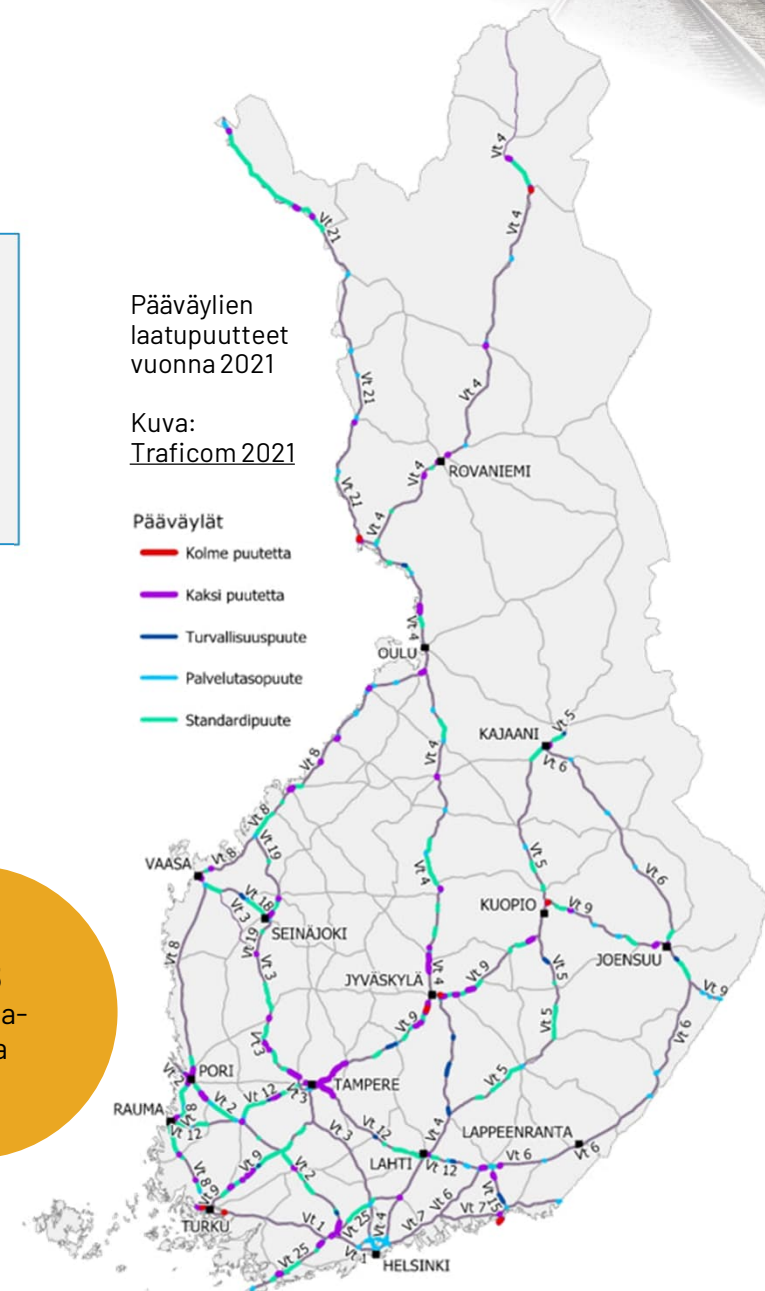 Pääväylien
laatupuutteet
vuonna 2021
Kuva:
Traficom 2021
Pääväylät
Kolme puutetta
Kaksi puutetta
Turvallisuuspuute
Palvelutasopuute
Standardipuute
Vt 4
Vt 21
Vt 4
Vt 21
Vt 4
ROVANIEMI
Vt 4
Vt 21
Vt 4
Vt 4
OULU
Vt 5
KAJAANI
Vt 6
Vt 4
Vt 8
Vt 8
Vt 19
VAASA
Vt 8
Vt 4
Vt 5
Vt 6
Vt 18
Vt 3
KUOPIO
Vt 9
SEINÄJOKI
Vt 19
Vt 8
Vt 3
JOENSUU
JYVÄSKYLÄ
Vt 4
Vt 9
Vt 5
Vt 9
Vt 9
Vt 5
Vt 6
Vt 3
PORI
Vt 2
TAMPERE
Vt 3
Vt 12
Vt 5
RAUMA
Vt 8
Vt 2
Vt 12
Vt 3
Vt 12
Vt 4
LAPPEENRANTA
Vt 6
Vt 6
LAHTI
Vt 12
Vt 9
Vt 2
Vt 8
Vt 9
Vt 15
Vt 6
TURKU
Vt 1
Vt 25
Vt 4
Vt 7
Vt 7
Vt 25
Vt 1
HELSINKI
a-
a